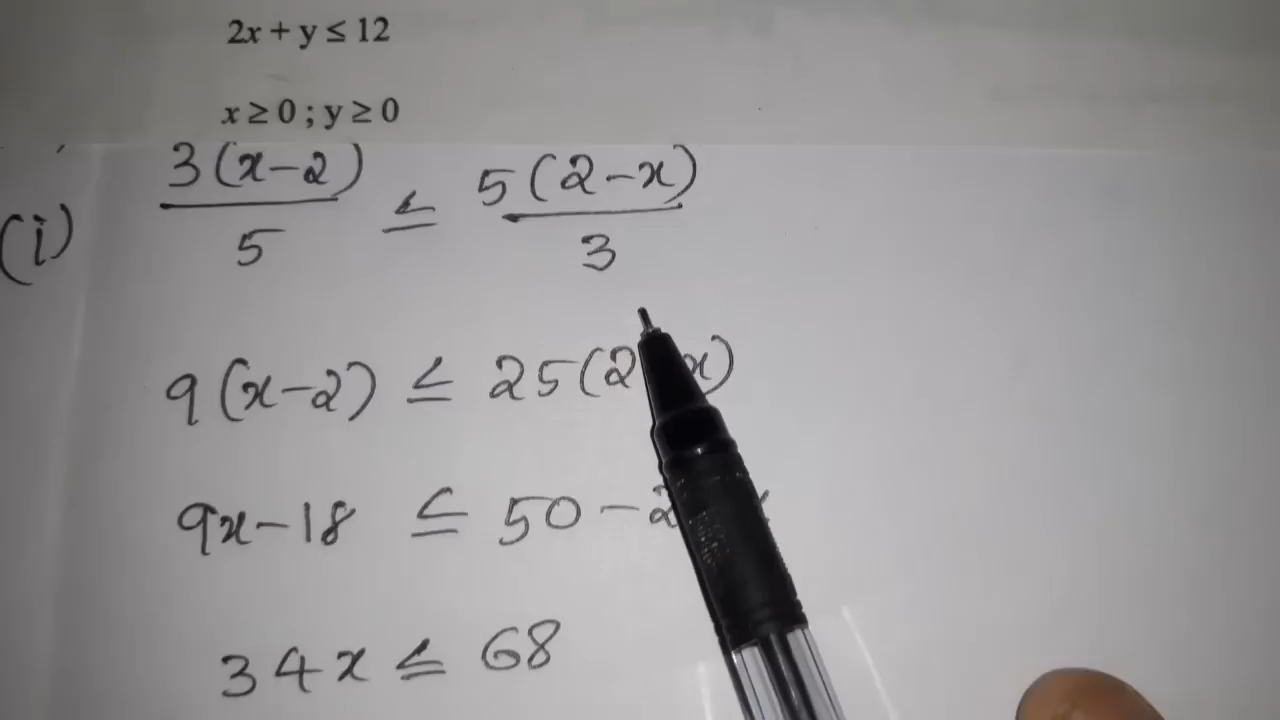 2x + y ≤ 12
x ≥ 0 ; y ≥ 0
(i) 3(x-2)/5 ≤ 5(2-x)/3
9(x-2) ≤ 25(2 x)
9x-18 ≤ 50-2
34x ≤ 68